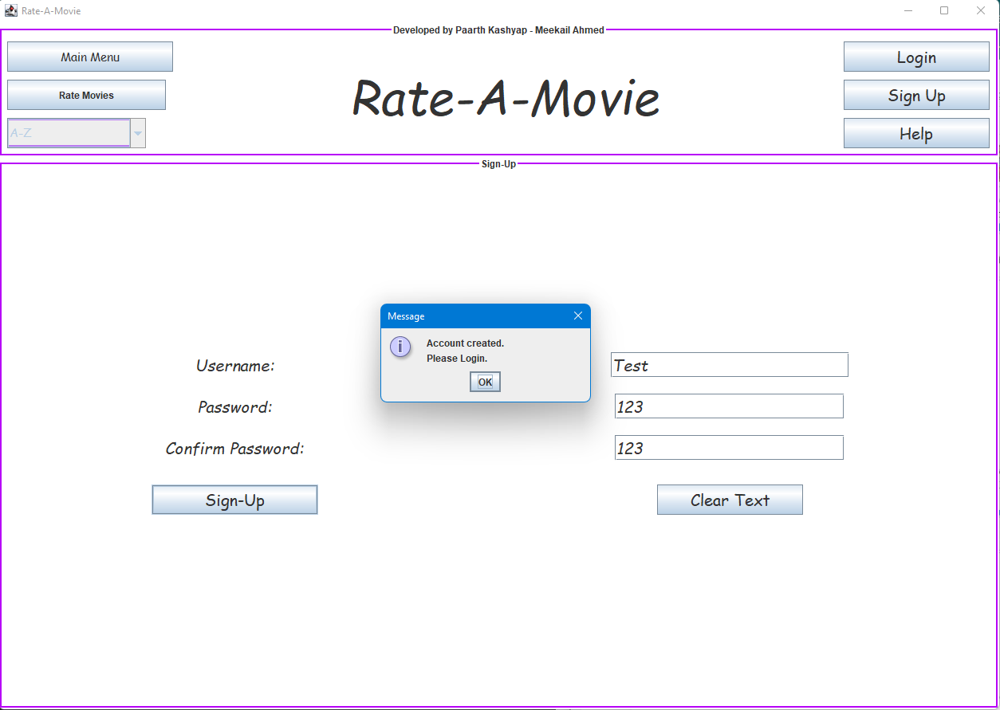 Rate-A-Movie
Developed by Paarth Kashyap - Meekail Ahmed
Main Menu
Rate Movies
A-Z
Rate-A-Movie
Login
Sign Up
Help
Sign-Up
Message
Account created.
Please Login.
OK
Username:
Test
Password:
123
Confirm Password:
123
Sign-Up
Clear Text